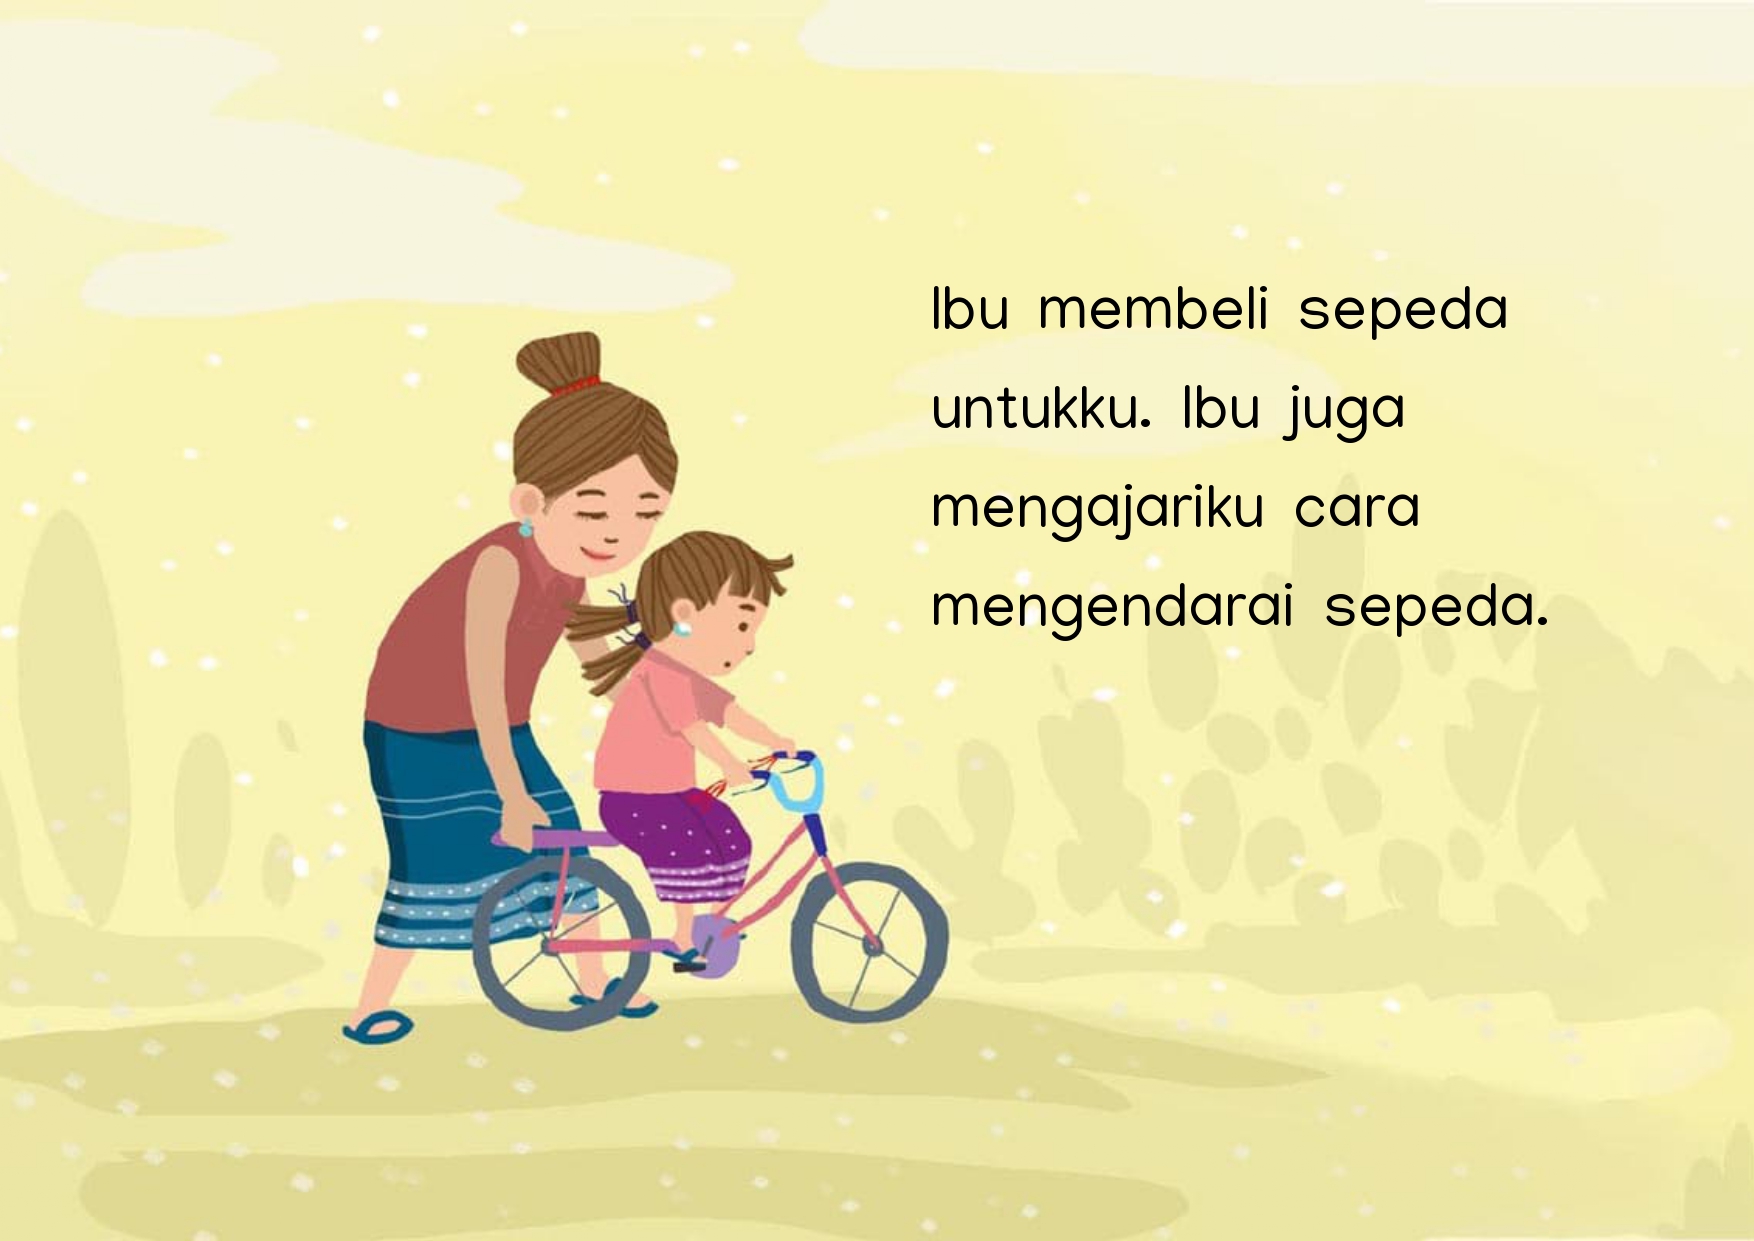 Ibu membeli sepeda
untukku. Ibu juga
mengajariku cara
mengendarai sepeda.